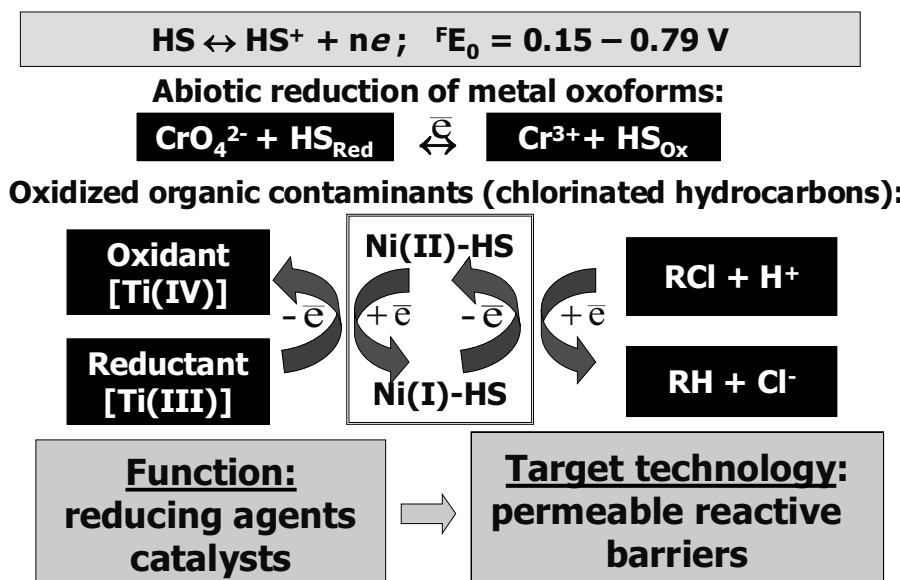 HS ↔ HS⁺ + ne ; ᶠE₀ = 0.15 – 0.79 V
Abiotic reduction of metal oxoforms:
CrO₄²⁻ + HS_Red ↔ e̅ Cr³⁺ + HS_Ox
Oxidized organic contaminants (chlorinated hydrocarbons):
Oxidant
[Ti(IV)]
Reductant
[Ti(III)]
Ni(II)-HS
- e̅ + e̅ - e̅ + e̅
Ni(I)-HS
RCl + H⁺
RH + Cl⁻
Function:
reducing agents
catalysts
Target technology:
permeable reactive
barriers